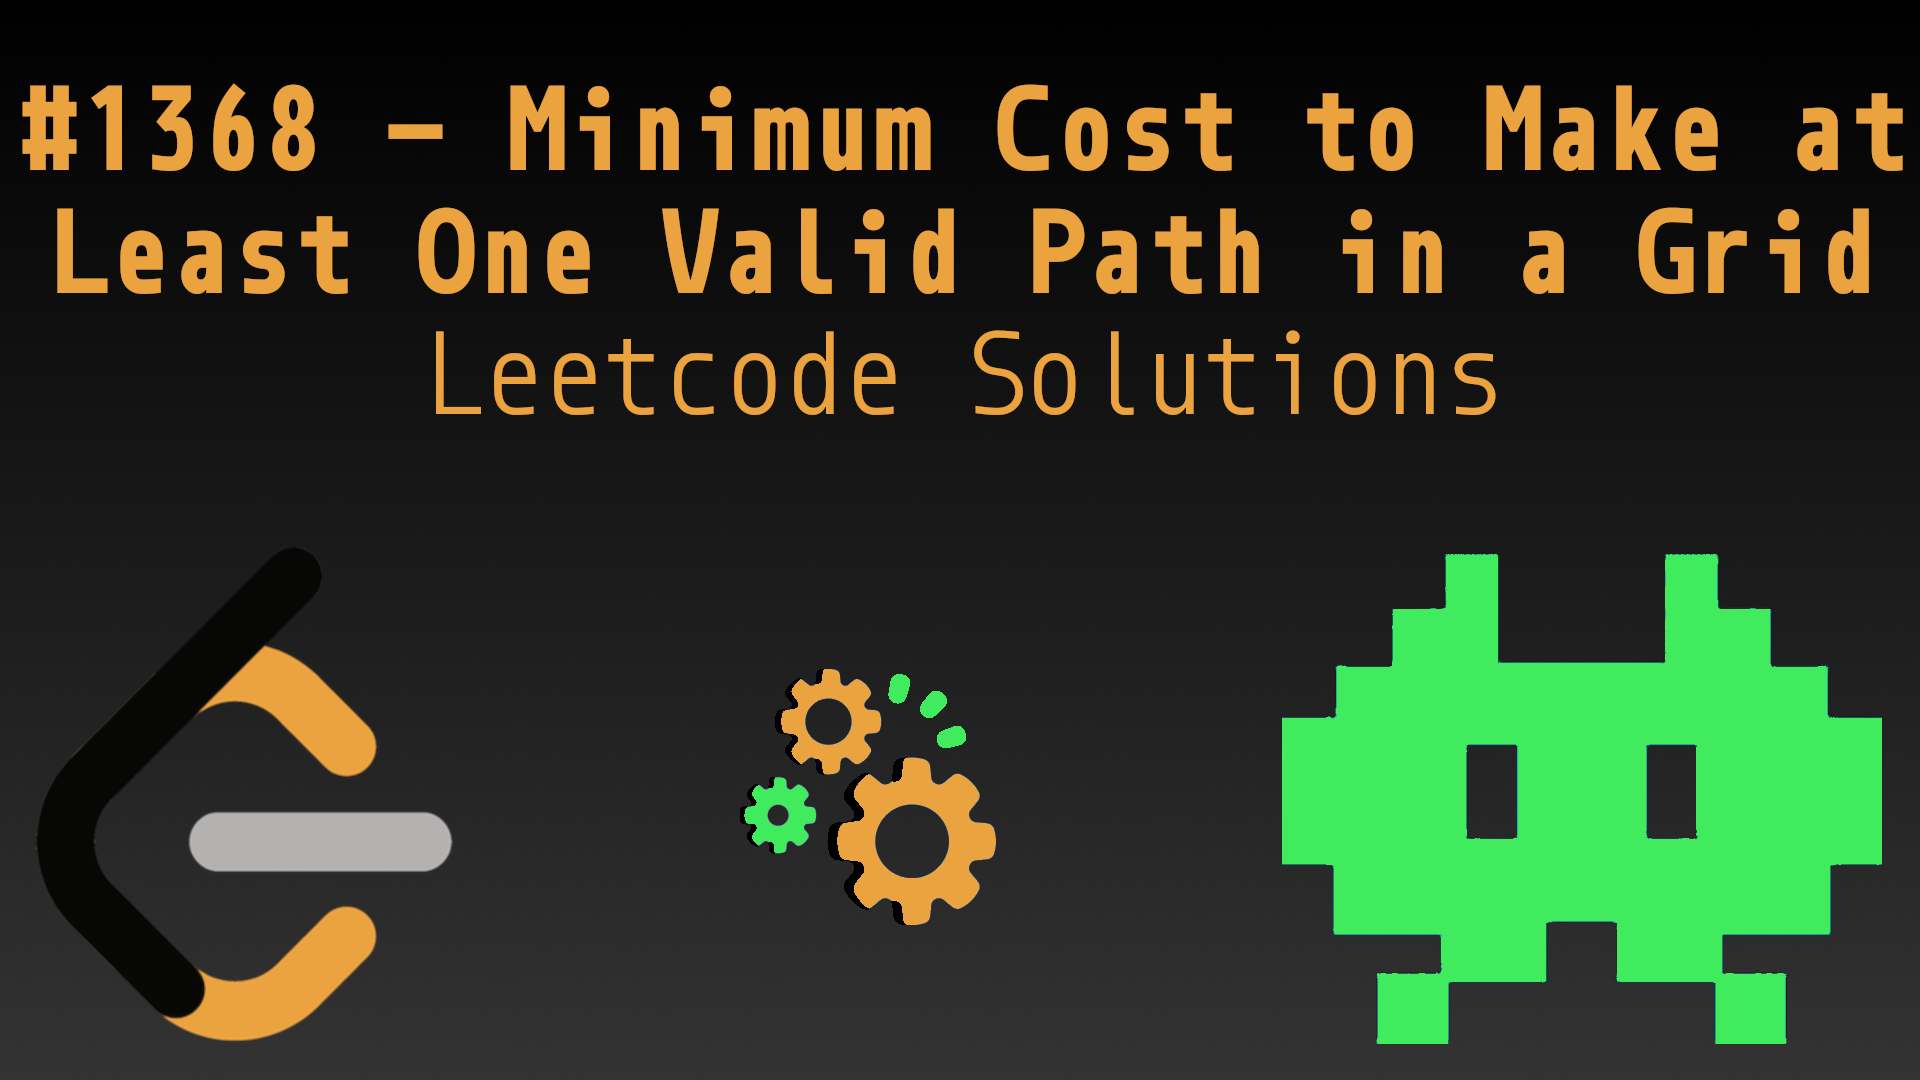 #1368 – Minimum Cost to Make at
Least One Valid Path in a Grid
Leetcode Solutions